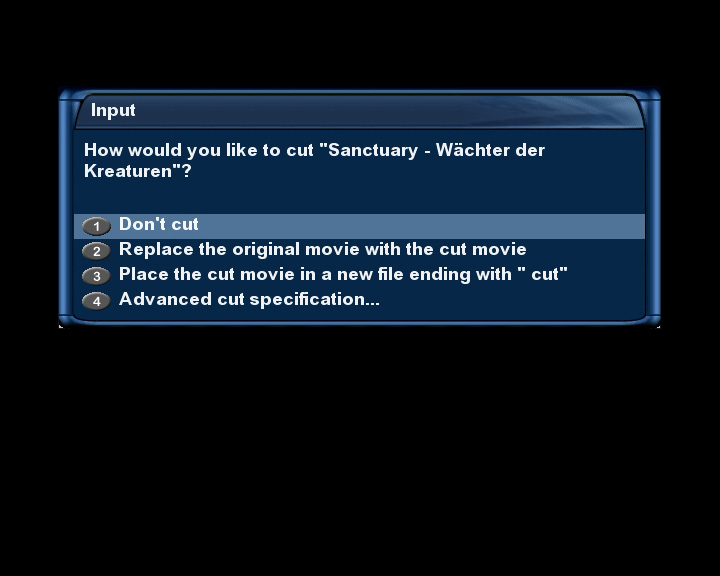 Input
How would you like to cut "Sanctuary - Wächter der
Kreaturen"?
1 Don't cut
2 Replace the original movie with the cut movie
3 Place the cut movie in a new file ending with " cut"
4 Advanced cut specification...